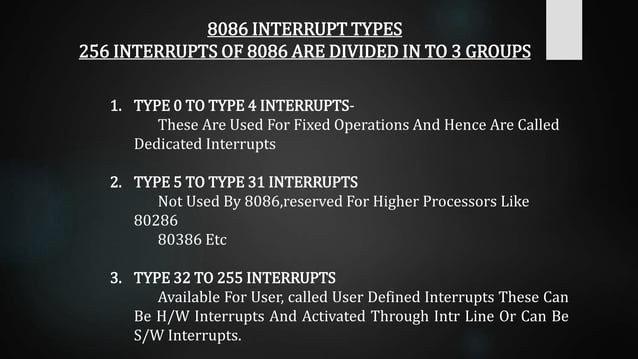 8086 INTERRUPT TYPES
256 INTERRUPTS OF 8086 ARE DIVIDED IN TO 3 GROUPS
1. TYPE 0 TO TYPE 4 INTERRUPTS-
These Are Used For Fixed Operations And Hence Are Called
Dedicated Interrupts
2. TYPE 5 TO TYPE 31 INTERRUPTS
Not Used By 8086,reserved For Higher Processors Like
80286
80386 Etc
3. TYPE 32 TO 255 INTERRUPTS
Available For User, called User Defined Interrupts These Can
Be H/W Interrupts And Activated Through Intr Line Or Can Be
S/W Interrupts.